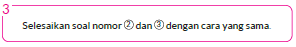 3
Selesaikan soal nomor ② dan ③ dengan cara yang sama.